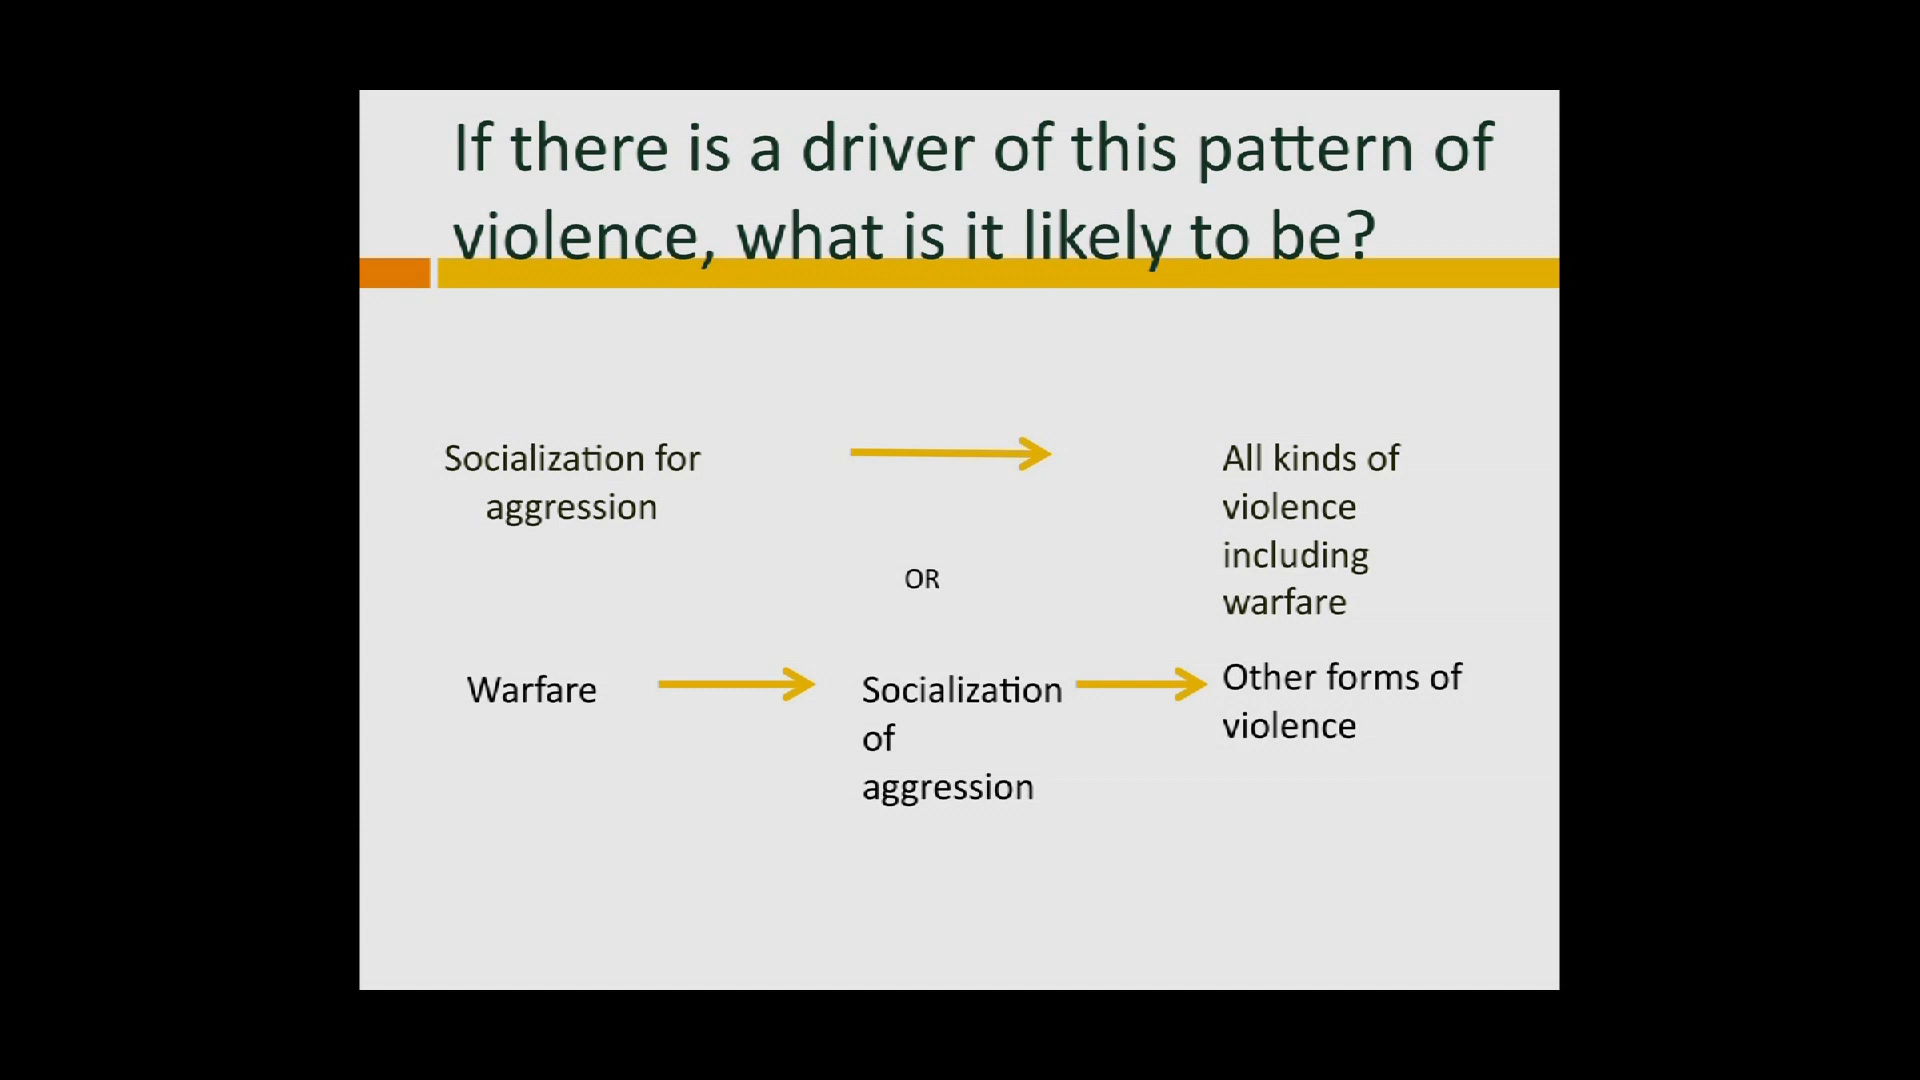 If there is a driver of this pattern of
violence, what is it likely to be?
Socialization for
aggression
All kinds of
violence
including
warfare
OR
Warfare
Socialization
of
aggression
Other forms of
violence